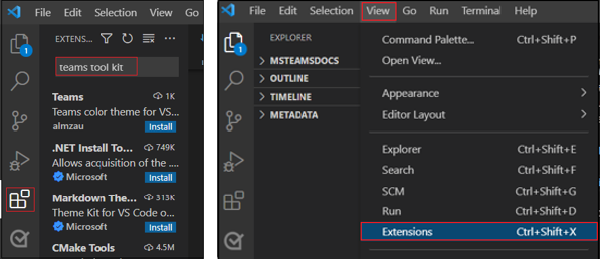 File Edit Selection
EXTENS...
1
teams tool kit
Teams 1K
Teams color theme for VS...
almzau Install
.NET Install To... 749K
Allows acquisition of the ....
Microsoft Install
Markdown The... 313K
Theme Kit for VS Code o...
Microsoft Install
CMake Tools 4.5M
File Edit Selection View Go Run Terminal Help
EXPLORER
1
MSTEAMSDOCS
OUTLINE
TIMELINE
METADATA
Command Palette... Ctrl+Shift+P
Open View...
Appearance
Editor Layout
Explorer Ctrl+Shift+E
Search Ctrl+Shift+F
SCM Ctrl+Shift+G
Run Ctrl+Shift+D
Extensions Ctrl+Shift+X